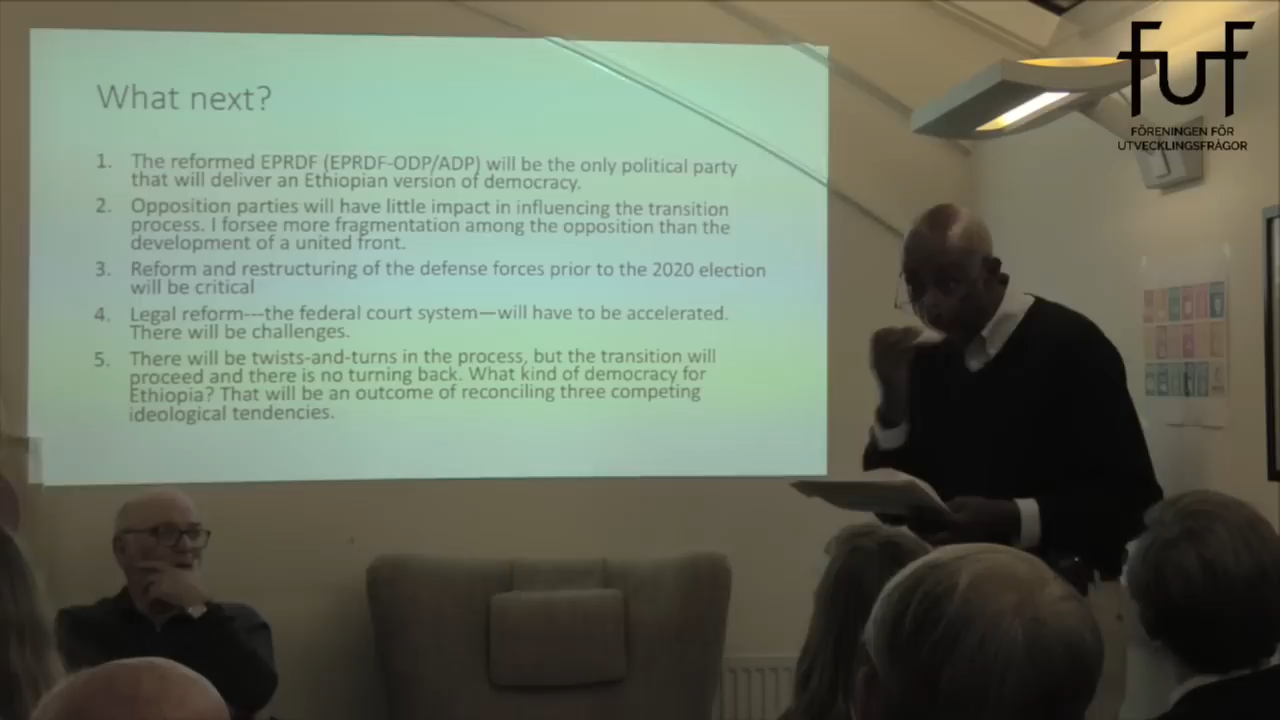 What next?
1. The reformed EPRDF (EPRDF-ODP/ADP) will be the only political party
that will deliver an Ethiopian version of democracy.
2. Opposition parties will have little impact in influencing the transition
process. I forsee more fragmentation among the opposition than the
development of a united front.
3. Reform and restructuring of the defense forces prior to the 2020 election
will be critical
4. Legal reform---the federal court system—will have to be accelerated.
There will be challenges.
5. There will be twists-and-turns in the process, but the transition will
proceed and there is no turning back. What kind of democracy for
Ethiopia? That will be an outcome of reconciling three competing
ideological tendencies.
fuf
FÖRENINGEN FÖR
UTVECKLINGSFRÅGOR